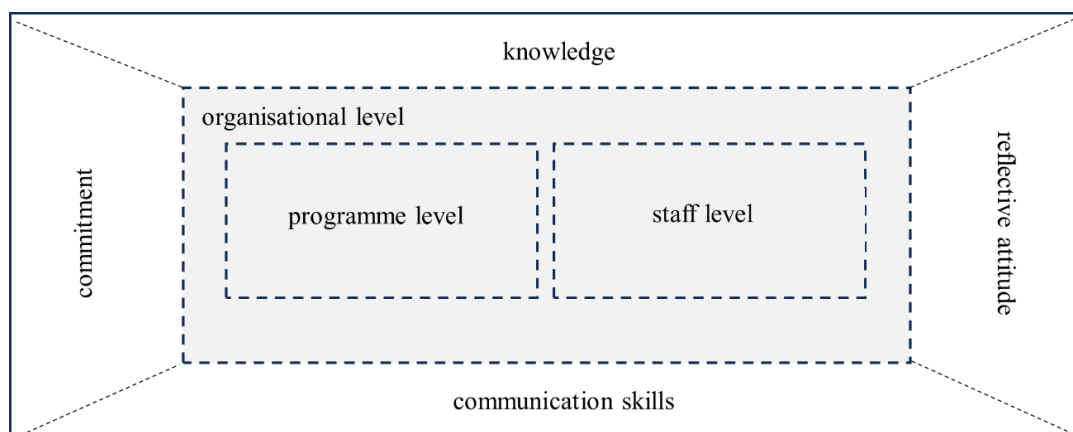 knowledge
organisational level
commitment
programme level
staff level
reflective attitude
communication skills